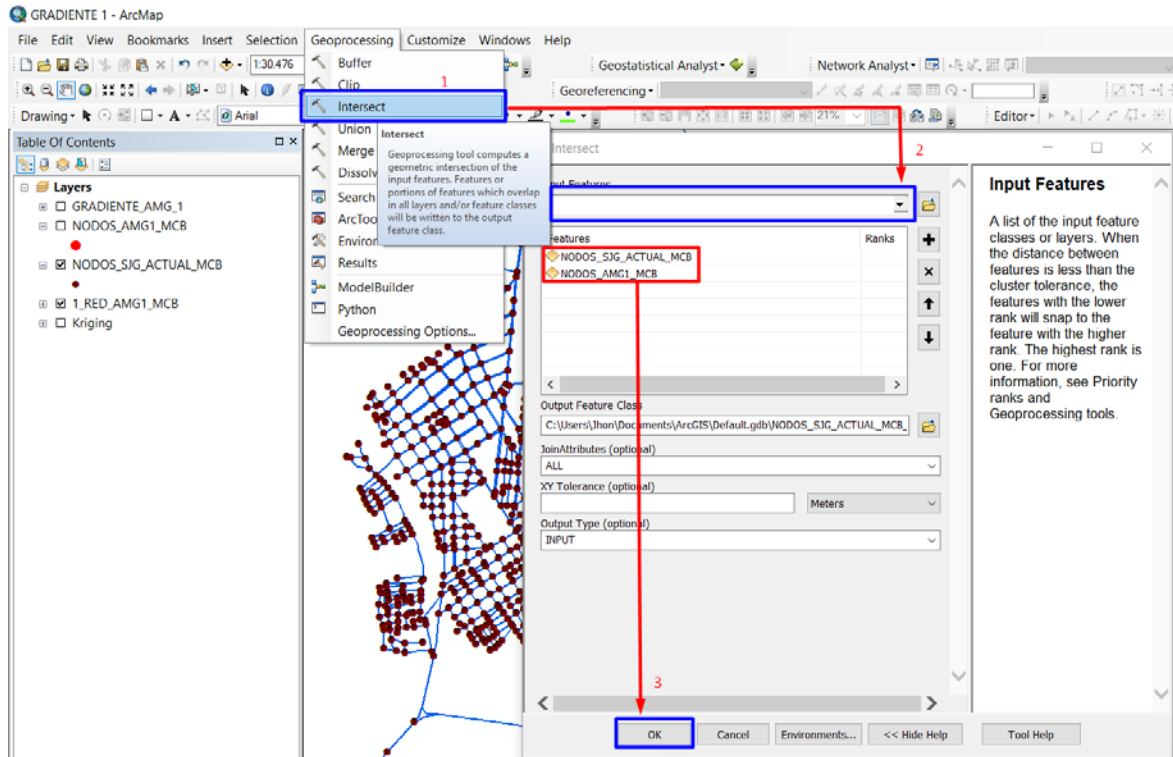 GRADIENTE 1 - ArcMap
File Edit View Bookmarks Insert Selection Geoprocessing Customize Windows Help
1:30.476
Geostatistical Analyst
Network Analyst
Georeferencing
Drawing
Arial
21%
Editor
Buffer
Clip
1
Intersect
Union
Merge
Dissolv
Search
ArcToo
Environ
Results
ModelBuilder
Python
Geoprocessing Options...
Intersect
Geoprocessing tool computes a
geometric intersection of the
input features. Features or
portions of features which overlap
in all layers and/or feature classes
will be written to the output
feature class.
Table Of Contents
Layers
GRADIENTE_AMG_1
NODOS_AMG1_MCB
NODOS_SJG_ACTUAL_MCB
1_RED_AMG1_MCB
Kriging
Intersect
2
Features
Ranks
NODOS_SJG_ACTUAL_MCB
NODOS_AMG1_MCB
Output Feature Class
C:\Users\Jhon\Documents\ArcGIS\Default.gdb\NODOS_SJG_ACTUAL_MCB_
JoinAttributes (optional)
ALL
XY Tolerance (optional)
Meters
Output Type (optional)
INPUT
3
OK
Cancel
Environments...
<< Hide Help
Tool Help
Input Features
A list of the input feature
classes or layers. When
the distance between
features is less than the
cluster tolerance, the
features with the lower
rank will snap to the
feature with the higher
rank. The highest rank is
one. For more
information, see Priority
ranks and
Geoprocessing tools.